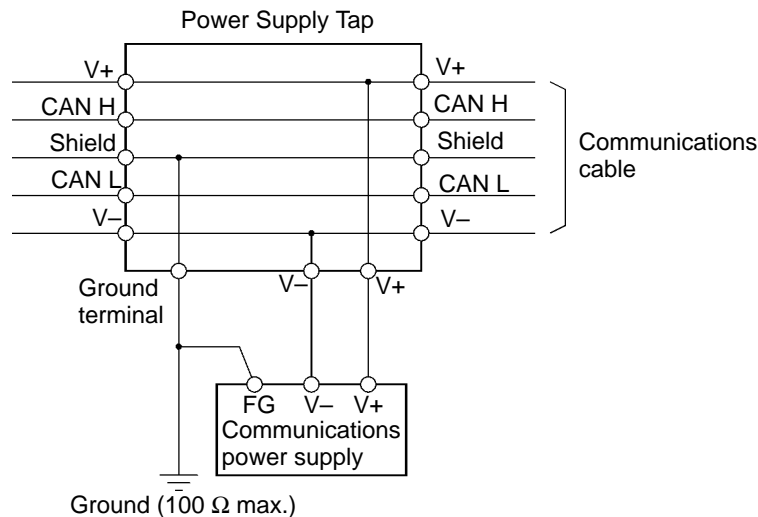 Power Supply Tap
V+
V+
CAN H
CAN H
Shield
Shield
Communications
cable
CAN L
CAN L
V–
V–
Ground
terminal
V–
V+
FG
V–
V+
Communications
power supply
Ground (100 Ω max.)